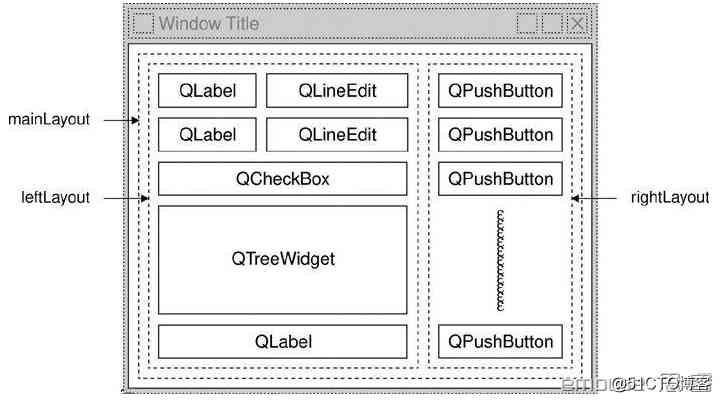 Window Title
QLabel
QLineEdit
QPushButton
mainLayout
QLabel
QLineEdit
QPushButton
QCheckBox
QPushButton
leftLayout
rightLayout
QTreeWidget
QLabel
QPushButton
@51CTO博客